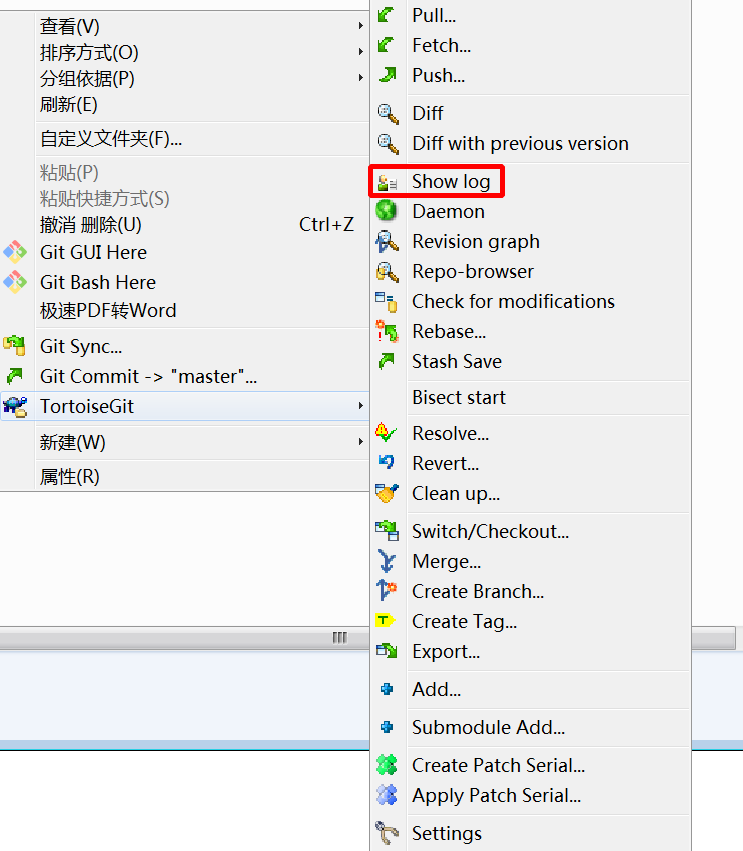 查看(V)
排序方式(O)
分组依据(P)
刷新(E)
自定义文件夹(F)...
粘贴(P)
粘贴快捷方式(S)
撤消 删除(U) Ctrl+Z
Git GUI Here
Git Bash Here
极速PDF转Word
Git Sync...
Git Commit -> "master"...
TortoiseGit
新建(W)
属性(R)
Pull...
Fetch...
Push...
Diff
Diff with previous version
Show log
Daemon
Revision graph
Repo-browser
Check for modifications
Rebase...
Stash Save
Bisect start
Resolve...
Revert...
Clean up...
Switch/Checkout...
Merge...
Create Branch...
Create Tag...
Export...
Add...
Submodule Add...
Create Patch Serial...
Apply Patch Serial...
Settings